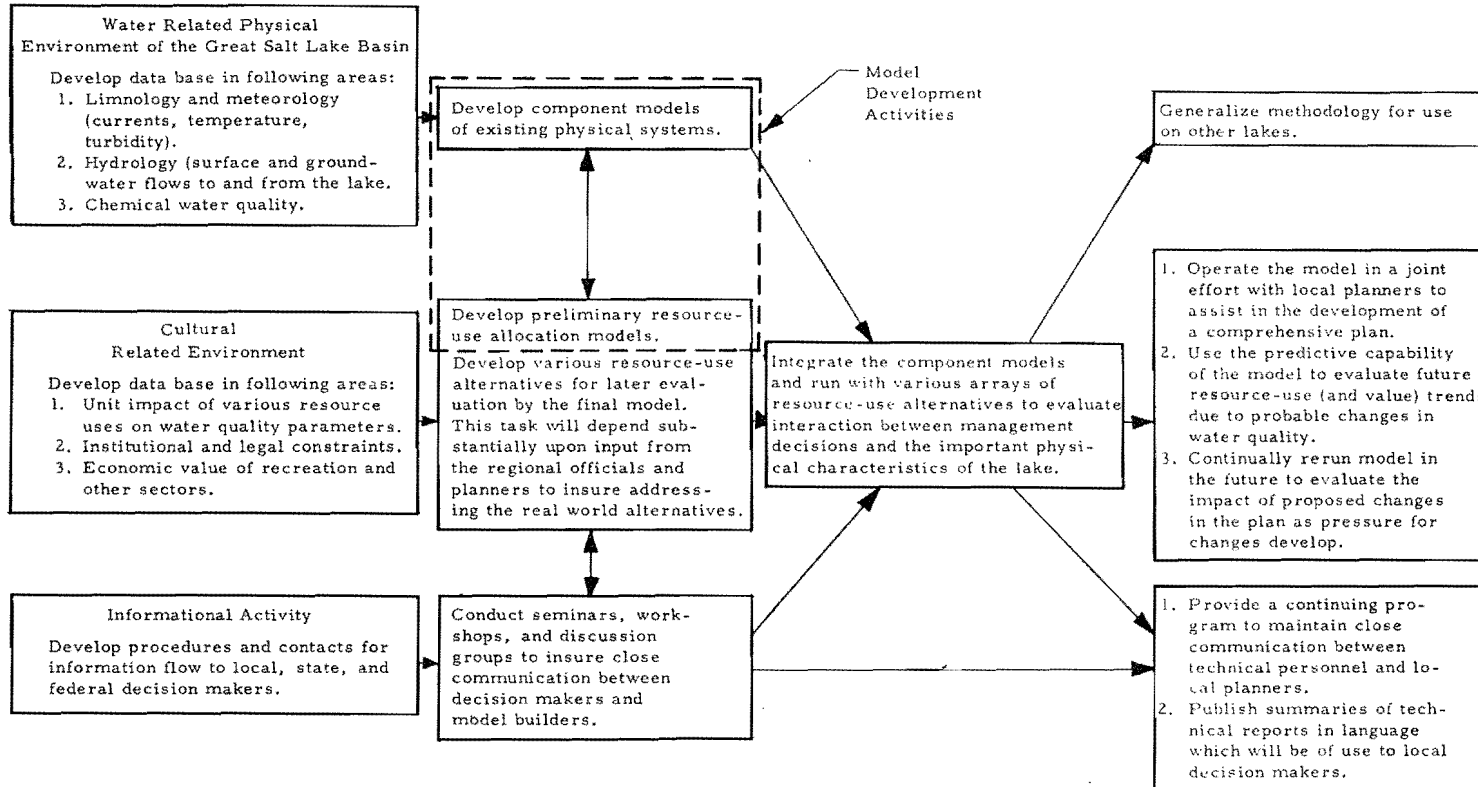 Water Related Physical
Environment of the Great Salt Lake Basin
Develop data base in following areas:
1. Limnology and meteorology
(currents, temperature,
turbidity).
2. Hydrology (surface and ground-
water flows to and from the lake.
3. Chemical water quality.
Develop component models
of existing physical systems.
Model
Development
Activities
Generalize methodology for use
on other lakes.
Cultural
Related Environment
Develop data base in following areas:
1. Unit impact of various resource
uses on water quality parameters.
2. Institutional and legal constraints.
3. Economic value of recreation and
other sectors.
Develop preliminary resource-
use allocation models.
Develop various resource-use
alternatives for later eval-
uation by the final model.
This task will depend sub-
stantially upon input from
the regional officials and
planners to insure address-
ing the real world alternatives.
Integrate the component models
and run with various arrays of
resource-use alternatives to evaluate
interaction between management
decisions and the important physi-
cal characteristics of the lake.
1. Operate the model in a joint
effort with local planners to
assist in the development of
a comprehensive plan.
2. Use the predictive capability
of the model to evaluate future
resource-use (and value) trend
due to probable changes in
water quality.
3. Continually rerun model in
the future to evaluate the
impact of proposed changes
in the plan as pressure for
changes develop.
Informational Activity
Develop procedures and contacts for
information flow to local, state, and
federal decision makers.
Conduct seminars, work-
shops, and discussion
groups to insure close
communication between
decision makers and
model builders.
1. Provide a continuing pro-
gram to maintain close
communication between
technical personnel and lo-
cal planners.
2. Publish summaries of tech-
nical reports in language
which will be of use to local
decision makers.